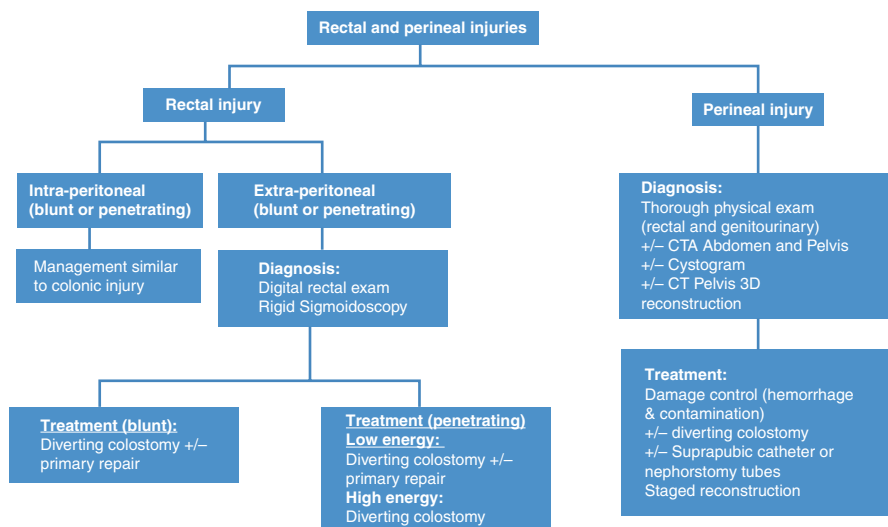 Rectal and perineal injuries
Rectal injury
Perineal injury
Intra-peritoneal
(blunt or penetrating)
Extra-peritoneal
(blunt or penetrating)
Management similar
to colonic injury
Diagnosis:
Digital rectal exam
Rigid Sigmoidoscopy
Treatment (blunt):
Diverting colostomy +/–
primary repair
Treatment (penetrating)
Low energy:
Diverting colostomy +/–
primary repair
High energy:
Diverting colostomy
Diagnosis:
Thorough physical exam
(rectal and genitourinary)
+/– CTA Abdomen and Pelvis
+/– Cystogram
+/– CT Pelvis 3D
reconstruction
Treatment:
Damage control (hemorrhage
& contamination)
+/– diverting colostomy
+/– Suprapubic catheter or
nephorstomy tubes
Staged reconstruction